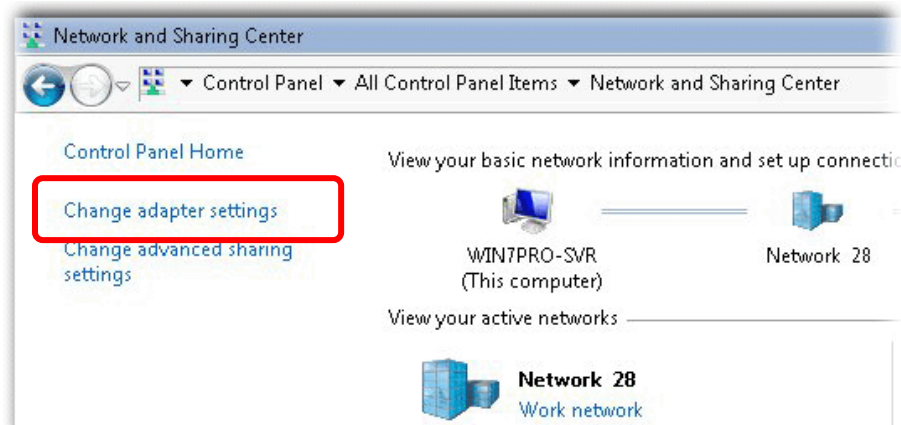 Network and Sharing Center
Control Panel All Control Panel Items Network and Sharing Center
Control Panel Home
Change adapter settings
Change advanced sharing
settings
View your basic network information and set up connectic
WIN7PRO-SVR
(This computer)
Network 28
View your active networks
Network 28
Work network